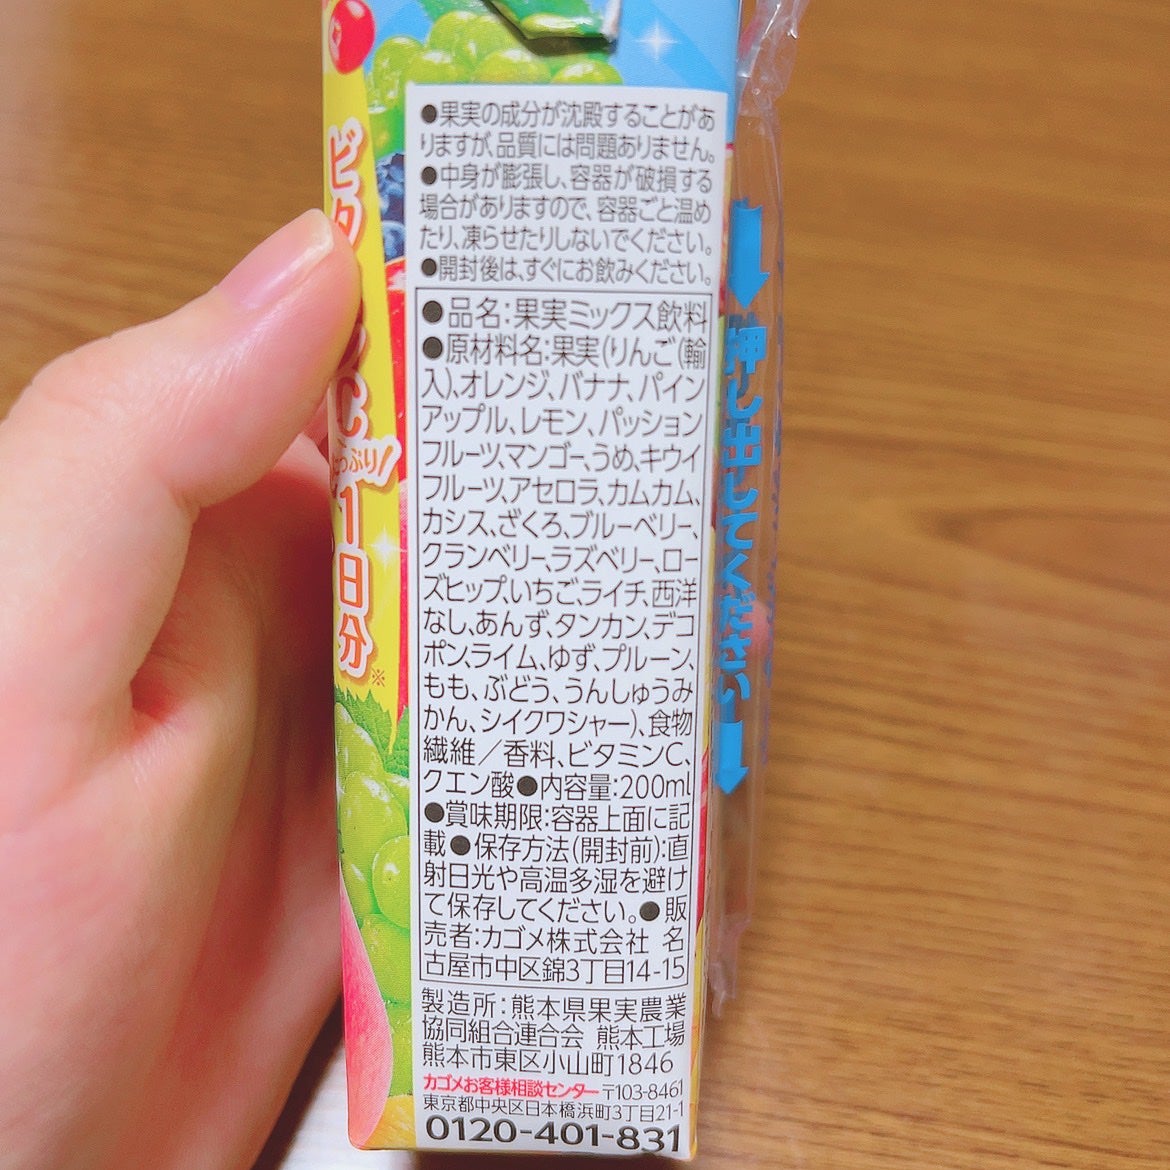 ●果実の成分が沈殿することがあ
りますが、品質には問題ありません。
●中身が膨張し、容器が破損する
場合がありますので、容器ごと温め
たり、凍らせたりしないでください。
●開封後は、すぐにお飲みください。
●品名:果実ミックス飲料
●原材料名:果実(りんご(輸
入)、オレンジ、バナナ、パイン
アップル、レモン、パッション
フルーツ、マンゴー、うめ、キウイ
フルーツ、アセロラ、カムカム、
カシス、ざくろ、ブルーベリー、
クランベリー、ラズベリー、ロー
ズヒップ、いちご、ライチ、西洋
なし、あんず、タンカン、デコ
ポン、ライム、ゆず、プルーン、
もも、ぶどう、うんしゅうみ
かん、シイクワシャー)、食物
繊維/香料、ビタミンC、
クエン酸●内容量:200ml
●賞味期限:容器上面に記
載●保存方法(開封前):直
射日光や高温多湿を避け
て保存してください。●販
売者:カゴメ株式会社 名
古屋市中区錦3丁目14-15
製造所:熊本県果実農業
協同組合連合会 熊本工場
熊本市東区小山町1846
カゴメお客様相談センター 〒103-8461
東京都中央区日本橋浜町3丁目21-1
0120-401-831
ビタ
C
っぷり!
1日分※
押し出してください